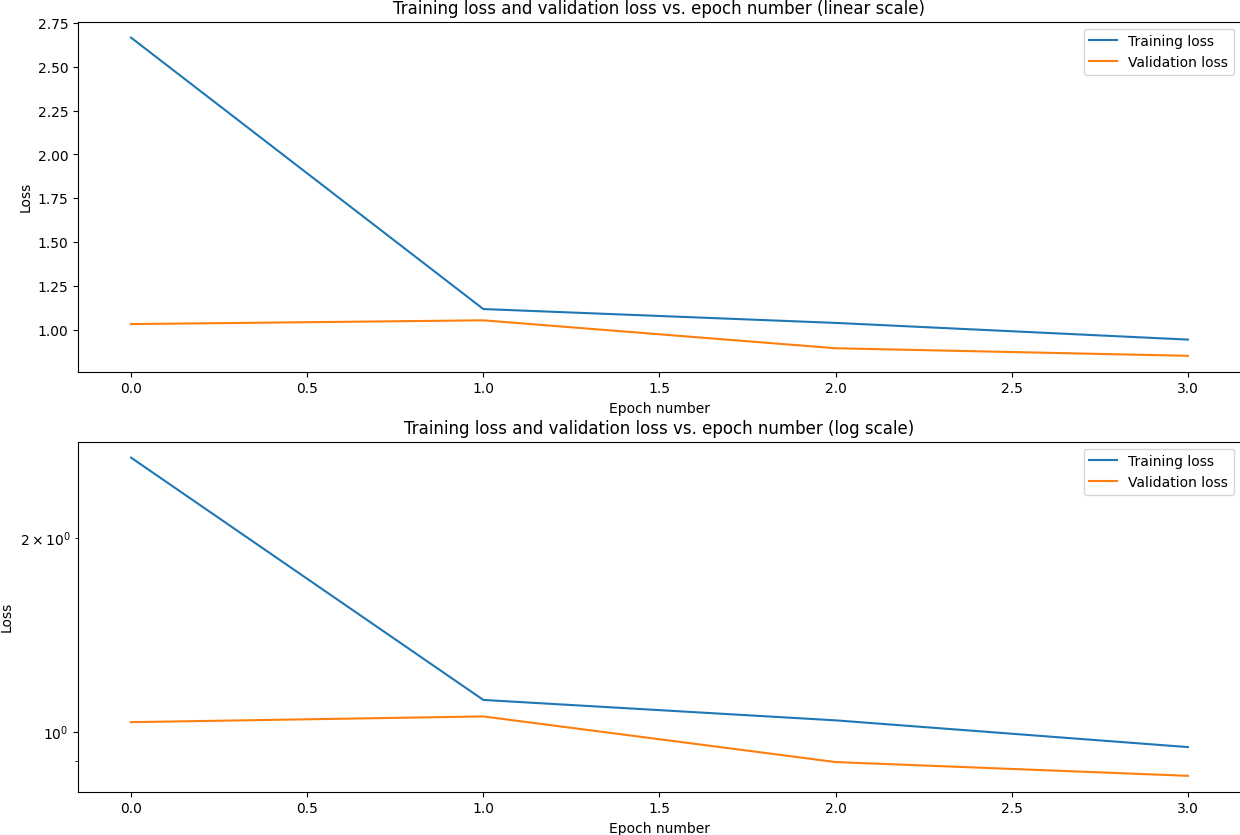 Training loss and validation loss vs. epoch number (linear scale)
2.75
2.50
2.25
2.00
1.75
1.50
1.25
1.00
Loss
Training loss
Validation loss
0.0 0.5 1.0 1.5 2.0 2.5 3.0
Epoch number
Training loss and validation loss vs. epoch number (log scale)
2 × 10⁰
10⁰
Loss
Training loss
Validation loss
0.0 0.5 1.0 1.5 2.0 2.5 3.0
Epoch number